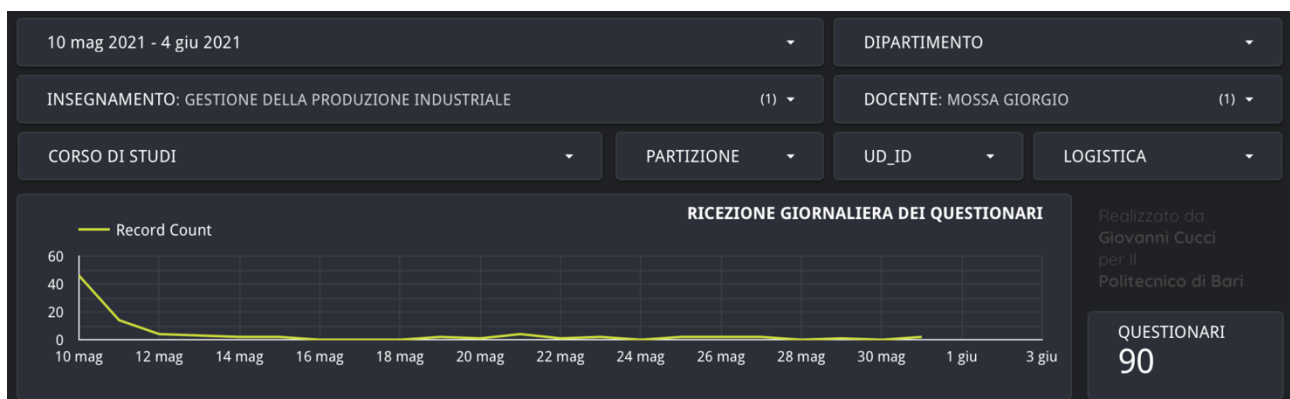 10 mag 2021 - 4 giu 2021
DIPARTIMENTO
INSEGNAMENTO: GESTIONE DELLA PRODUZIONE INDUSTRIALE (1)
DOCENTE: MOSSA GIORGIO (1)
CORSO DI STUDI
PARTIZIONE
UD_ID
LOGISTICA
RICEZIONE GIORNALIERA DEI QUESTIONARI
Record Count
60
40
20
0
10 mag 12 mag 14 mag 16 mag 18 mag 20 mag 22 mag 24 mag 26 mag 28 mag 30 mag 1 giu 3 giu
Realizzato da
Giovanni Cucci
per il
Politecnico di Bari
QUESTIONARI
90